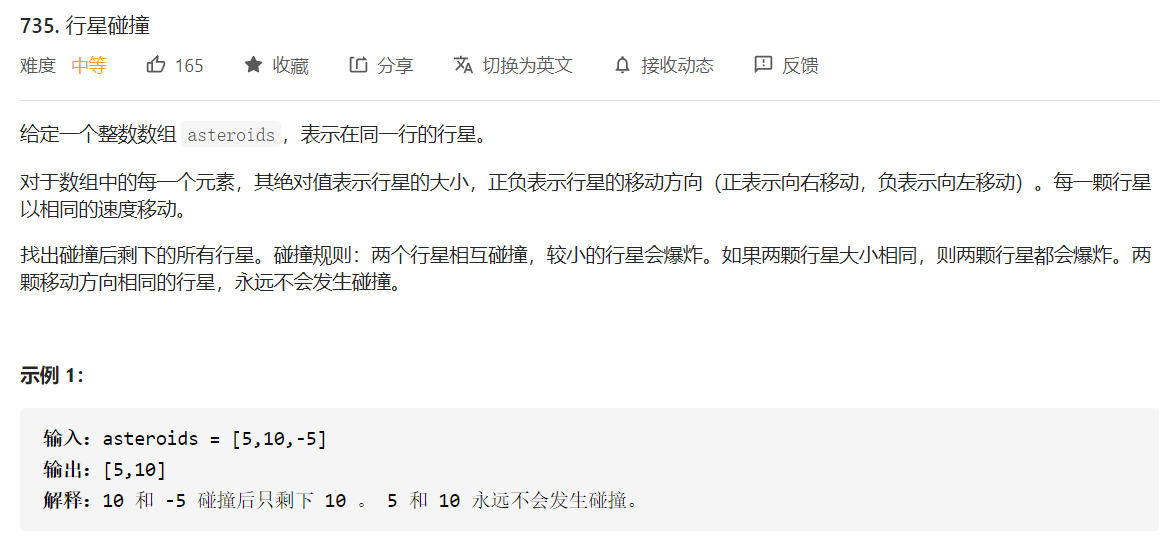 735. 行星碰撞
难度 中等 165 收藏 分享 切换为英文 接收动态 反馈
给定一个整数数组 asteroids，表示在同一行的行星。
对于数组中的每一个元素，其绝对值表示行星的大小，正负表示行星的移动方向（正表示向右移动，负表示向左移动）。每一颗行星
以相同的速度移动。
找出碰撞后剩下的所有行星。碰撞规则：两个行星相互碰撞，较小的行星会爆炸。如果两颗行星大小相同，则两颗行星都会爆炸。两
颗移动方向相同的行星，永远不会发生碰撞。
示例 1：
输入：asteroids = [5,10,-5]
输出：[5,10]
解释：10 和 -5 碰撞后只剩下 10 。 5 和 10 永远不会发生碰撞。